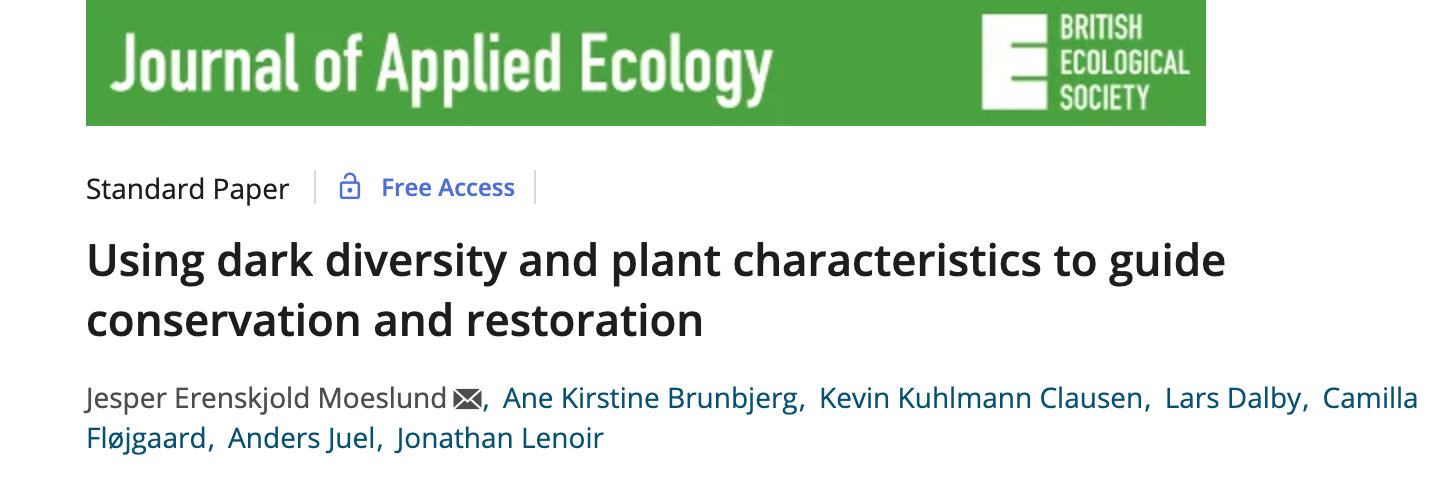 Journal of Applied Ecology
BRITISH
ECOLOGICAL
SOCIETY
Standard Paper
Free Access
Using dark diversity and plant characteristics to guide
conservation and restoration
Jesper Erenskjold Moeslund, Ane Kirstine Brunbjerg, Kevin Kuhlmann Clausen, Lars Dalby, Camilla
Fløjgaard, Anders Juel, Jonathan Lenoir